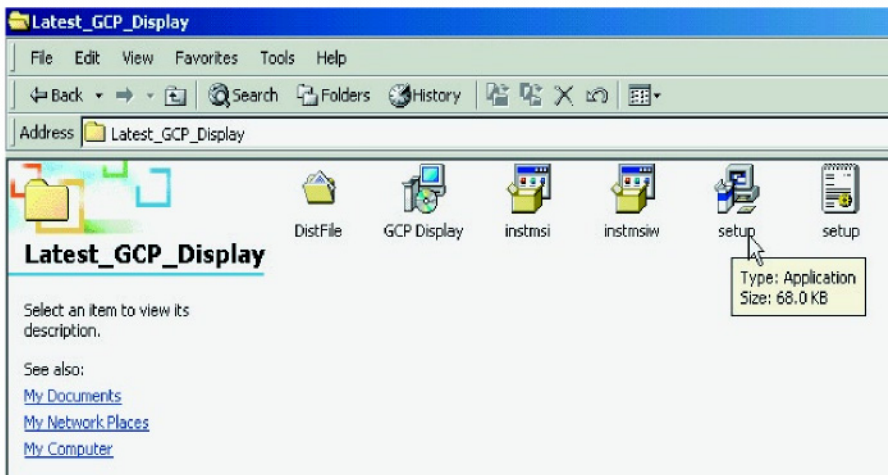 Latest_GCP_Display
File Edit View Favorites Tools Help
Back Search Folders History
Address Latest_GCP_Display
DistFile GCP Display instmsi instmsiw setup setup
Latest_GCP_Display
Type: Application
Size: 68.0 KB
Select an item to view its
description.
See also:
My Documents
My Network Places
My Computer